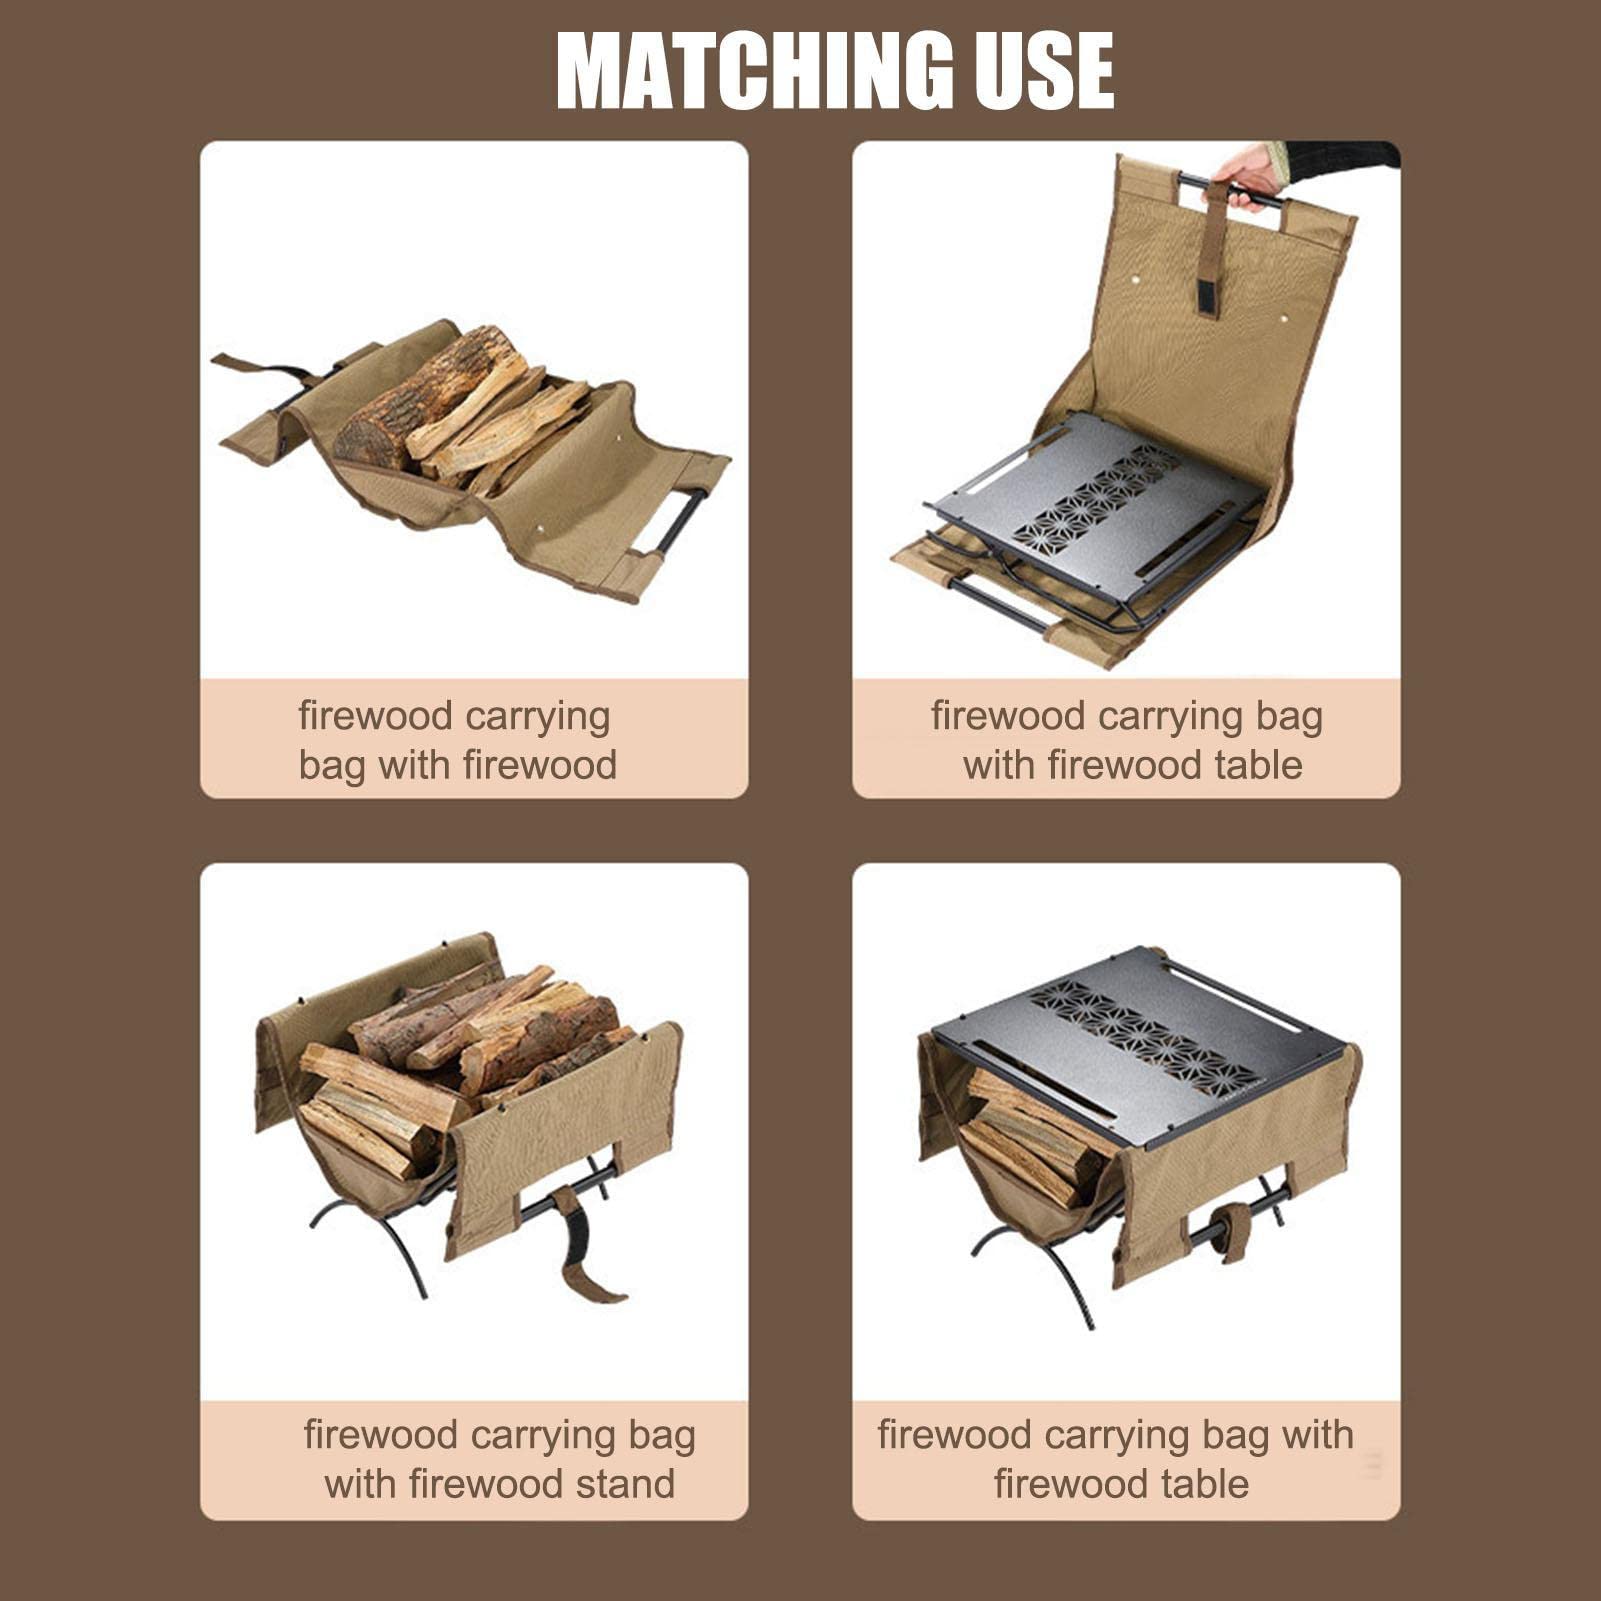 MATCHING USE
firewood carrying
bag with firewood
firewood carrying bag
with firewood table
firewood carrying bag
with firewood stand
firewood carrying bag with
firewood table